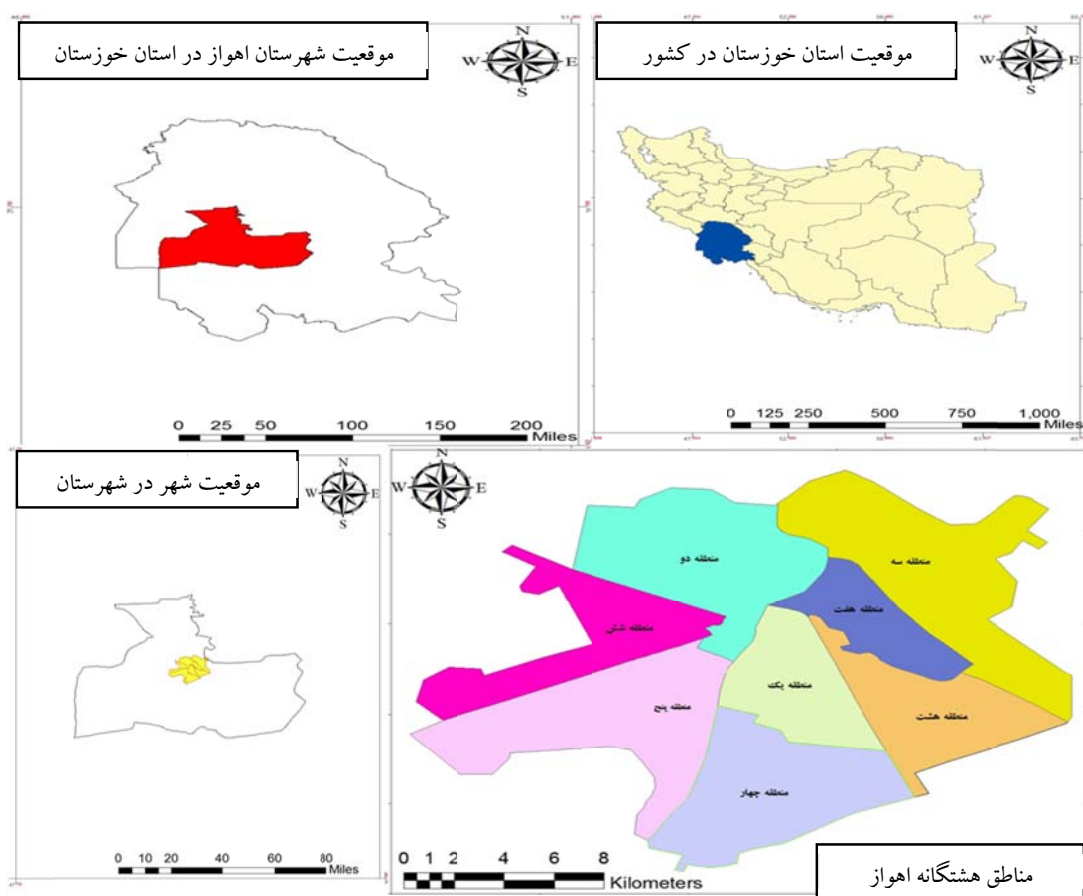 موقعیت استان خوزستان در کشور
N
W E
S
0 125 250 500 750 1,000
Miles
موقعیت شهرستان اهواز در استان خوزستان
N
W E
S
0 25 50 100 150 200
Miles
موقعیت شهر در شهرستان
N
W E
S
0 10 20 40 60 80
Miles
N
W E
S
منطقه دو
منطقه سه
منطقه هفت
منطقه شش
منطقه یک
منطقه پنج
منطقه هشت
منطقه چهار
0 1 2 4 6 8
Kilometers
مناطق هشتگانه اهواز